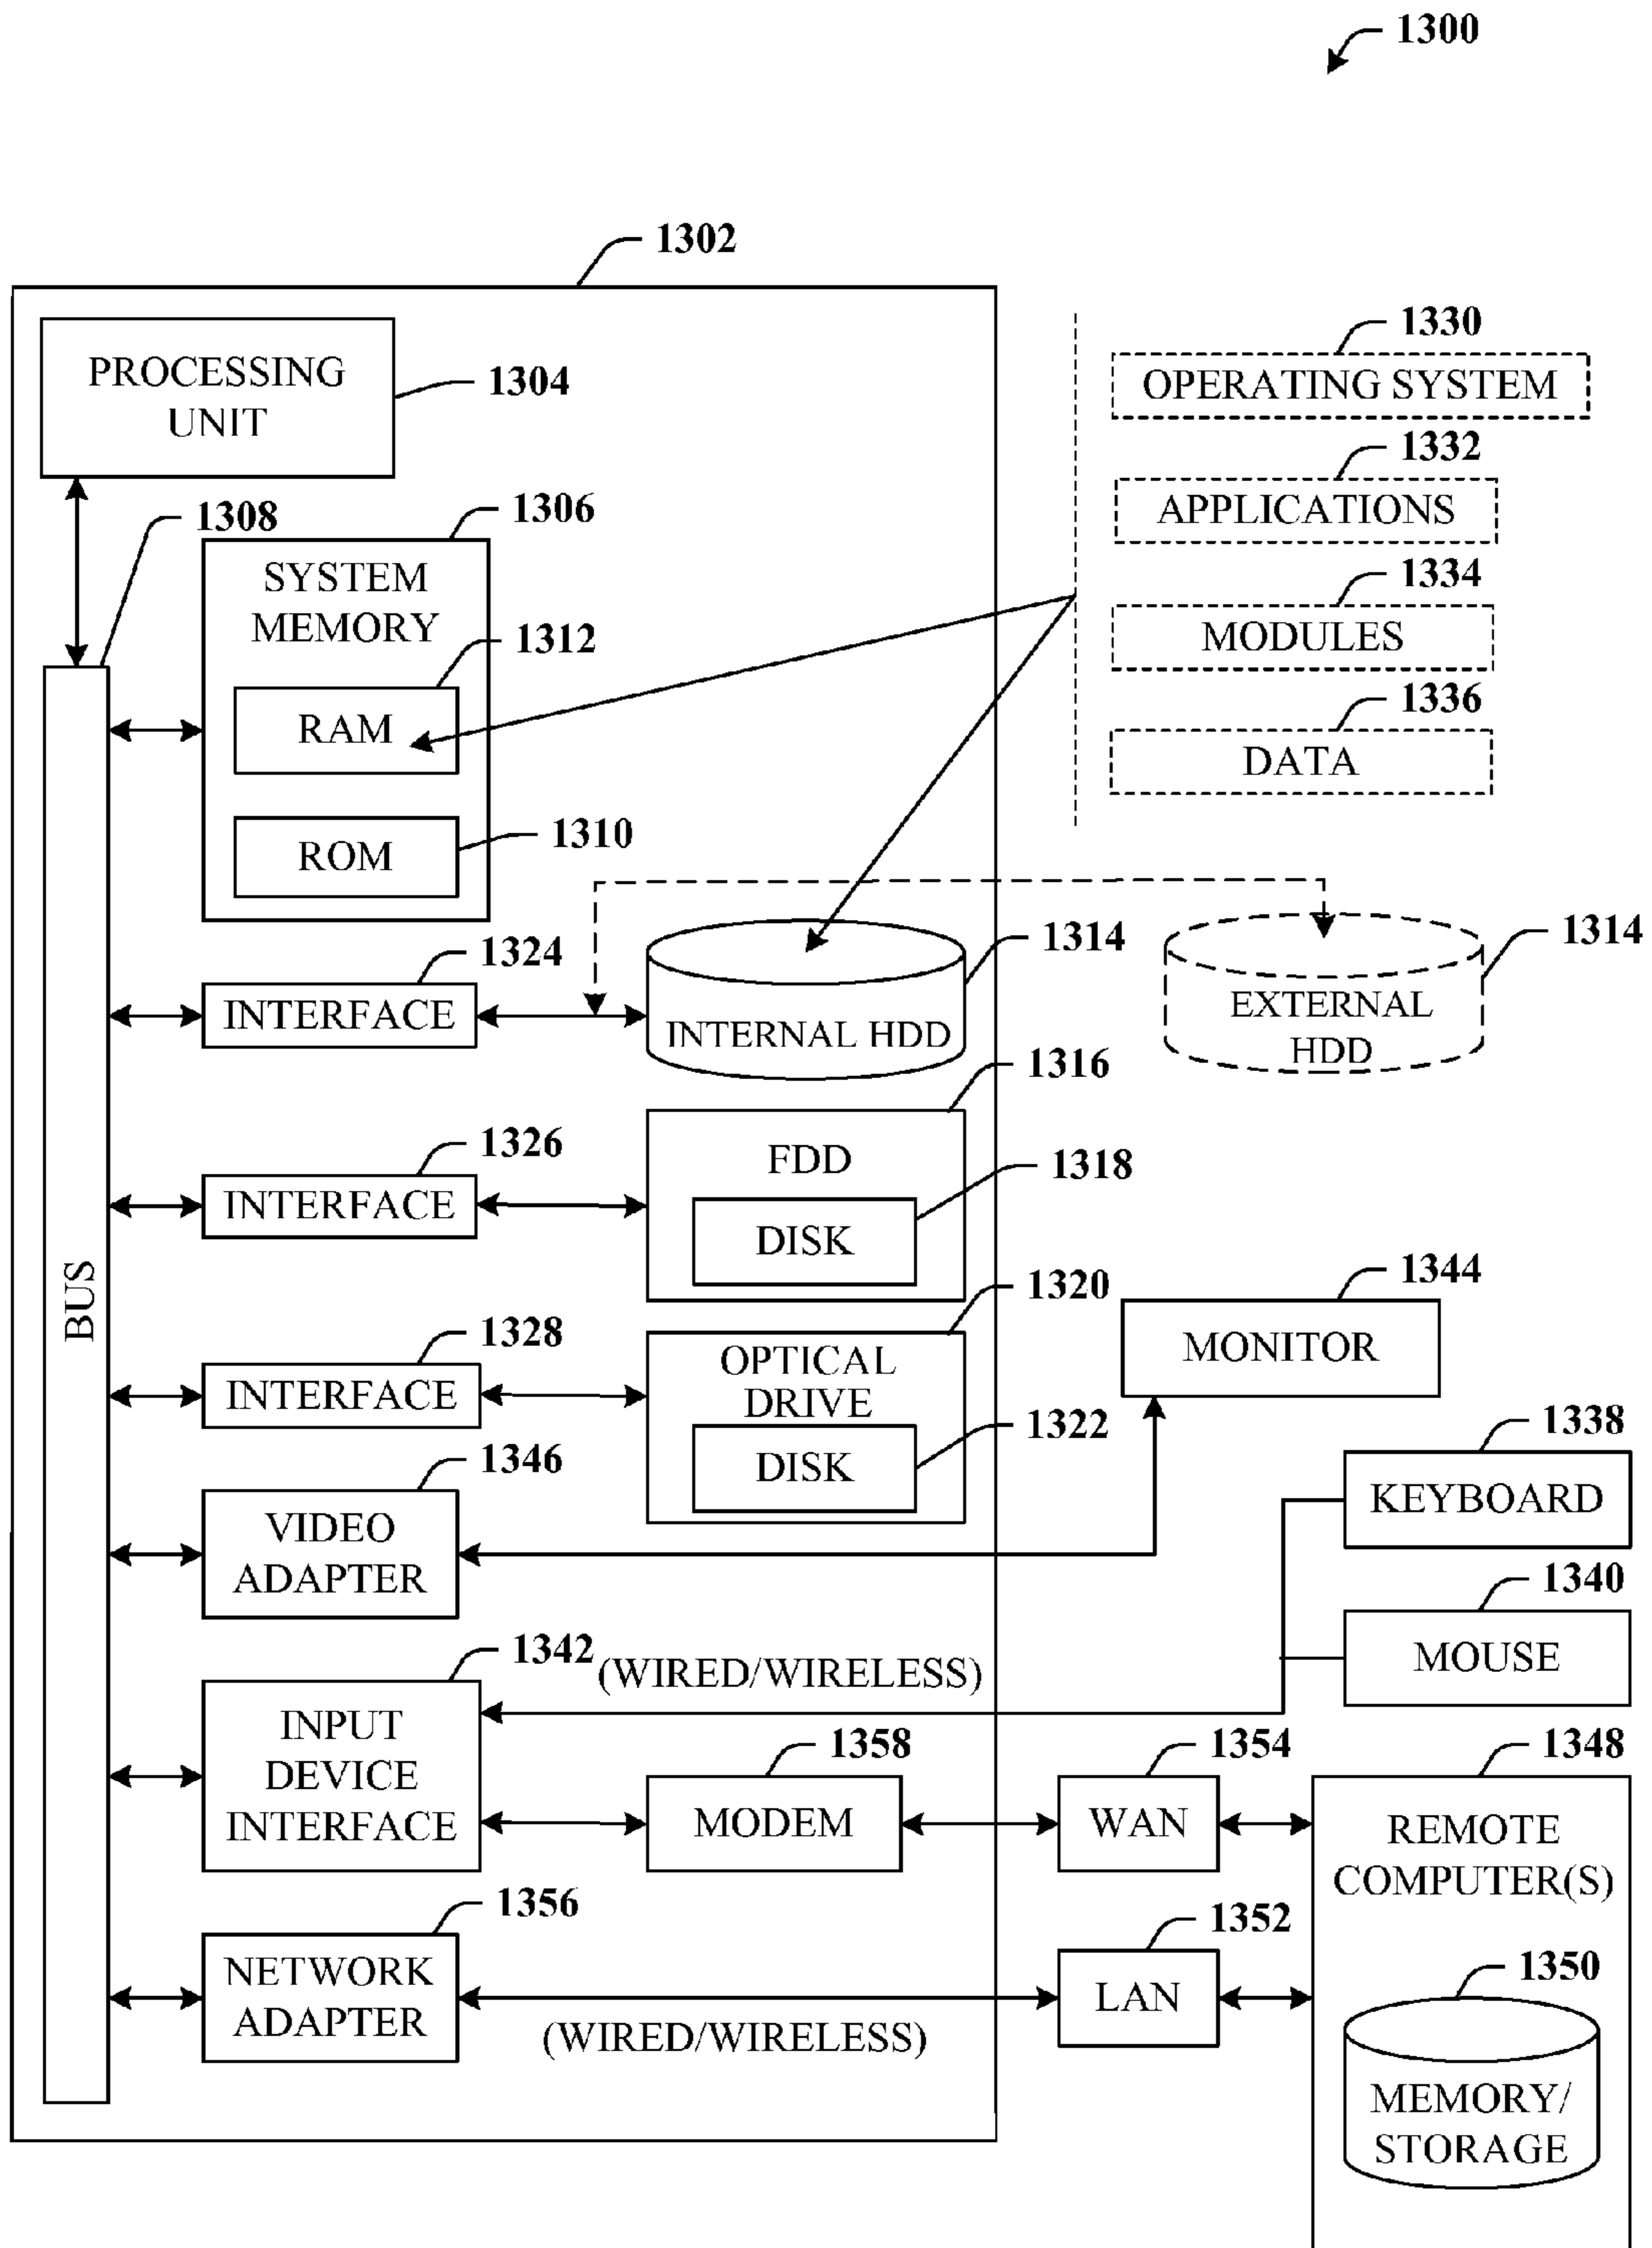 1300
1302
PROCESSING
UNIT
1304
1330
OPERATING SYSTEM
1332
APPLICATIONS
1334
MODULES
1336
DATA
1308
1306
SYSTEM
MEMORY
1312
RAM
1310
ROM
1324
INTERFACE
1314
INTERNAL HDD
1314
EXTERNAL
HDD
1316
FDD
1326
INTERFACE
1318
DISK
BUS
1320
OPTICAL
DRIVE
1328
INTERFACE
1322
DISK
1344
MONITOR
1346
VIDEO
ADAPTER
1338
KEYBOARD
1340
MOUSE
1342
(WIRED/WIRELESS)
INPUT
DEVICE
INTERFACE
1358
MODEM
1354
WAN
1348
REMOTE
COMPUTER(S)
1356
NETWORK
ADAPTER
(WIRED/WIRELESS)
1352
LAN
1350
MEMORY/
STORAGE